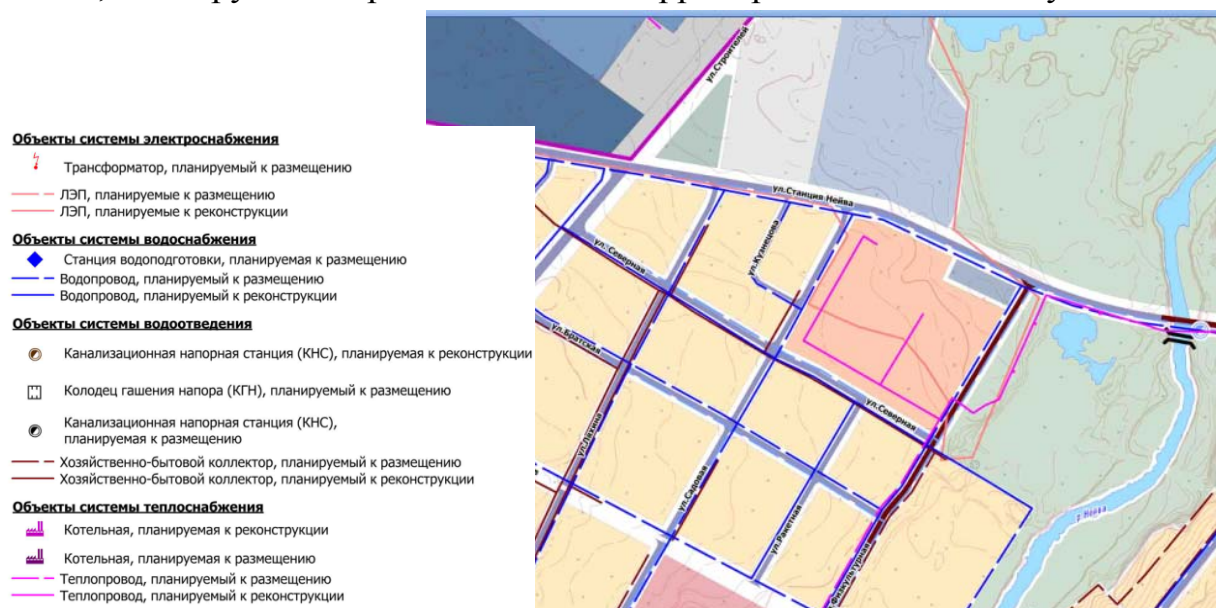 Объекты системы электроснабжения
Трансформатор, планируемый к размещению
ЛЭП, планируемые к размещению
ЛЭП, планируемые к реконструкции
Объекты системы водоснабжения
Станция водоподготовки, планируемая к размещению
Водопровод, планируемый к размещению
Водопровод, планируемый к реконструкции
Объекты системы водоотведения
Канализационная напорная станция (КНС), планируемая к реконструкции
Колодец гашения напора (КГН), планируемый к размещению
Канализационная напорная станция (КНС),
планируемая к размещению
Хозяйственно-бытовой коллектор, планируемый к размещению
Хозяйственно-бытовой коллектор, планируемый к реконструкции
Объекты системы теплоснабжения
Котельная, планируемая к реконструкции
Котельная, планируемая к размещению
Теплопровод, планируемый к размещению
Теплопровод, планируемый к реконструкции
ул.Строителей
ул.Станция Нейва
ул. Северная
ул.Кузнецова
ул.Братская
ул.Северная
ул.Ляхина
ул.Садовая
ул.Ракетная
ул.Физкультурная
р.Нейва